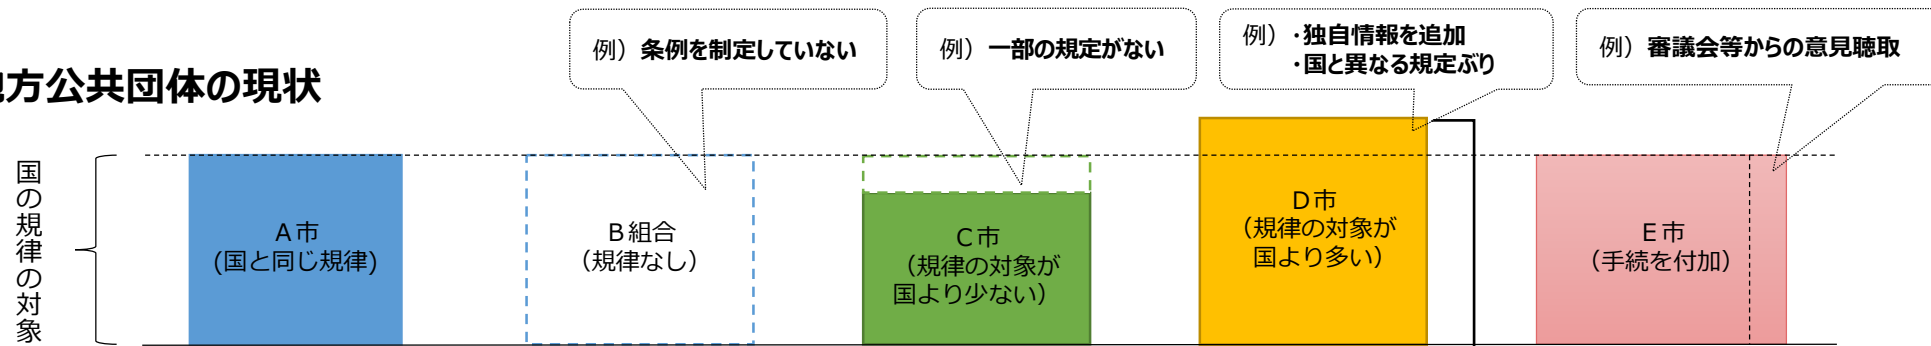 例）条例を制定していない
例）一部の規定がない
例）・独自情報を追加
・国と異なる規定ぶり
例）審議会等からの意見聴取
方公共団体の現状
国の規律の対象
Ａ市
(国と同じ規律)
Ｂ組合
（規律なし）
Ｃ市
（規律の対象が
国より少ない）
Ｄ市
（規律の対象が
国より多い）
Ｅ市
（手続を付加）